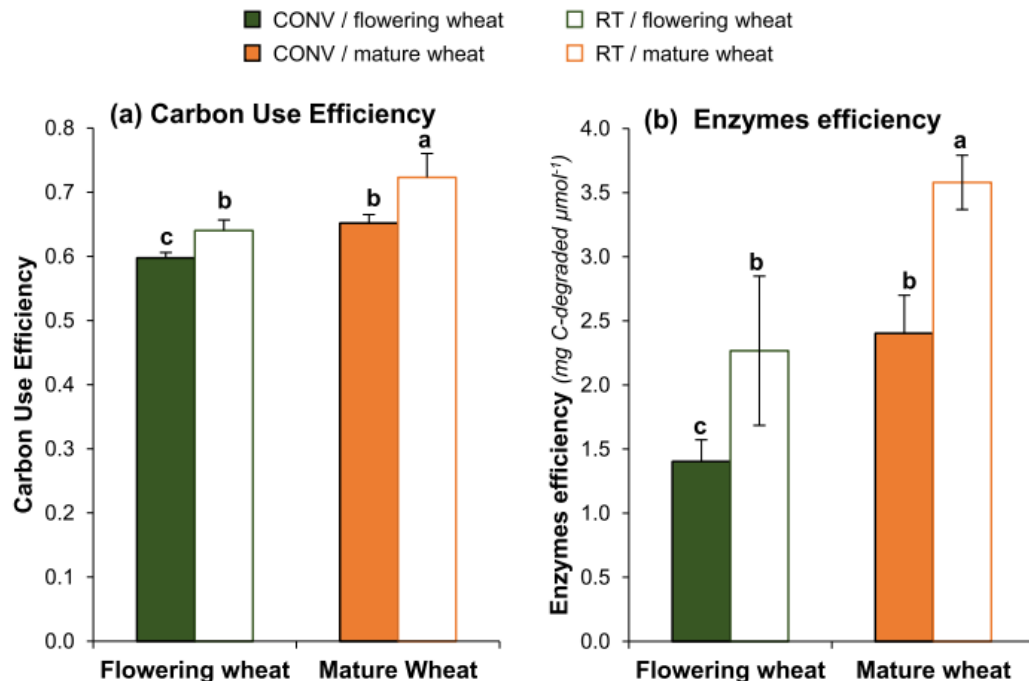 CONV / flowering wheat
RT / flowering wheat
CONV / mature wheat
RT / mature wheat
(a) Carbon Use Efficiency
Carbon Use Efficiency
0.8
0.7
0.6
0.5
0.4
0.3
0.2
0.1
0.0
c
b
b
a
Flowering wheat
Mature Wheat
(b) Enzymes efficiency
Enzymes efficiency (mg C-degraded µmol⁻¹)
4.0
3.5
3.0
2.5
2.0
1.5
1.0
0.5
0.0
c
b
b
a
Flowering wheat
Mature wheat